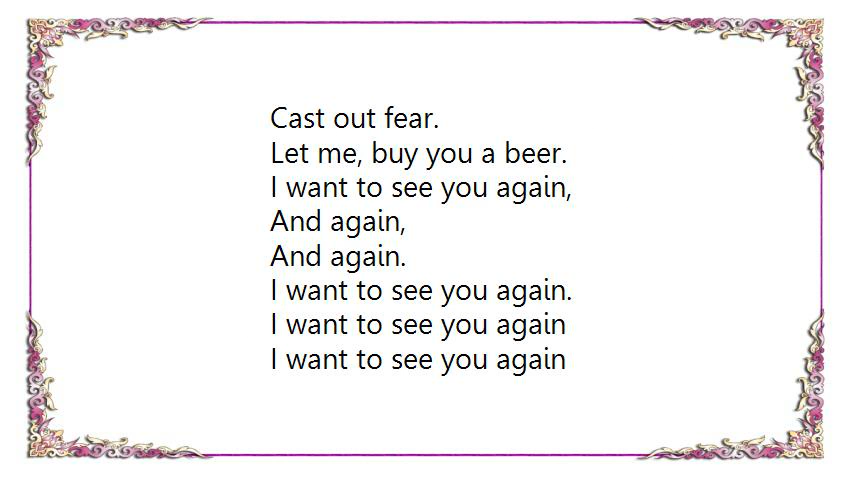 Cast out fear.
Let me, buy you a beer.
I want to see you again,
And again,
And again.
I want to see you again.
I want to see you again
I want to see you again